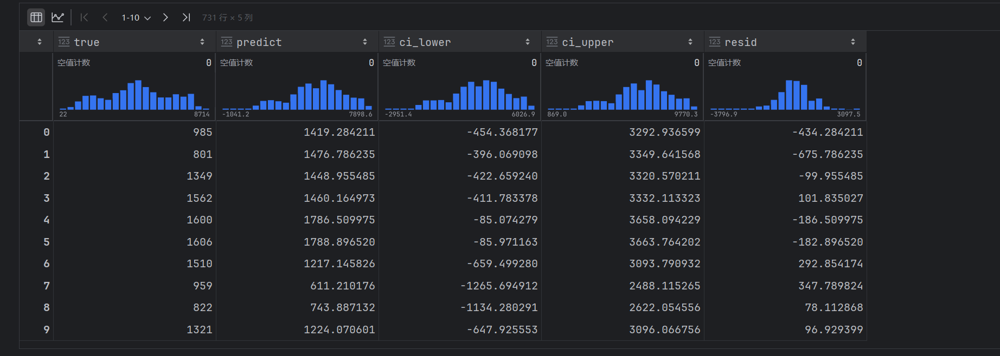 1-10 731 行 × 5 列
123 true 123 predict 123 ci_lower 123 ci_upper 123 resid
空值计数 0 空值计数 0 空值计数 0 空值计数 0 空值计数 0
22 8714 -1041.2 7898.6 -2951.4 6026.9 869.0 9770.3 -3796.9 3097.5
0 985 1419.284211 -454.368177 3292.936599 -434.284211
1 801 1476.786235 -396.069098 3349.641568 -675.786235
2 1349 1448.955485 -422.659240 3320.570211 -99.955485
3 1562 1460.164973 -411.783378 3332.113323 101.835027
4 1600 1786.509975 -85.074279 3658.094229 -186.509975
5 1606 1788.896520 -85.971163 3663.764202 -182.896520
6 1510 1217.145826 -659.499280 3093.790932 292.854174
7 959 611.210176 -1265.694912 2488.115265 347.789824
8 822 743.887132 -1134.280291 2622.054556 78.112868
9 1321 1224.070601 -647.925553 3096.066756 96.929399